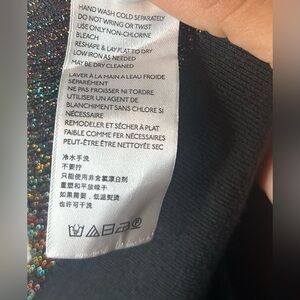 HAND WASH COLD SEPARATELY
DO NOT WRING OR TWIST
USE ONLY NON-CHLORINE
BLEACH
RESHAPE & LAY FLAT TO DRY
LOW IRON AS NEEDED
MAY BE DRY CLEANED
LAVER À LA MAIN A L'EAU FROIDE
SÉPARÉMENT
NE PAS FROISSER NI TORDRE
UTILISER UN AGENT DE
BLANCHIMENT SANS CHLORE SI
NÉCESSAIRE
REMODELER ET SÉCHER À PLAT
FAIBLE COMME FER NÉCESSAIRES
PEUT-ÊTRE ÊTRE NETTOYÉE SEC
冷水手洗
不要拧
只能使用非含氯漂白剂
重塑和平放晾干
如果需要，低温熨烫
也许可干洗